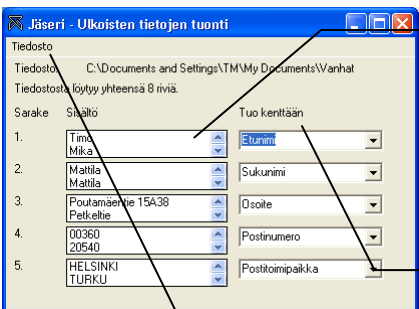 Jäseri - Ulkoisten tietojen tuonti
Tiedosto
Tiedosto: C:\Documents and Settings\TM\My Documents\Vanhat
Tiedostosta löytyy yhteensä 8 riviä.
Sarake Sisältö Tuo kenttään
1. Timo Etunimi
Mika
2. Mattila Sukunimi
Mattila
3. Poutamäentie 15A38 Osoite
Petkeltie
4. 00360 Postinumero
20540
5. HELSINKI Postitoimipaikka
TURKU